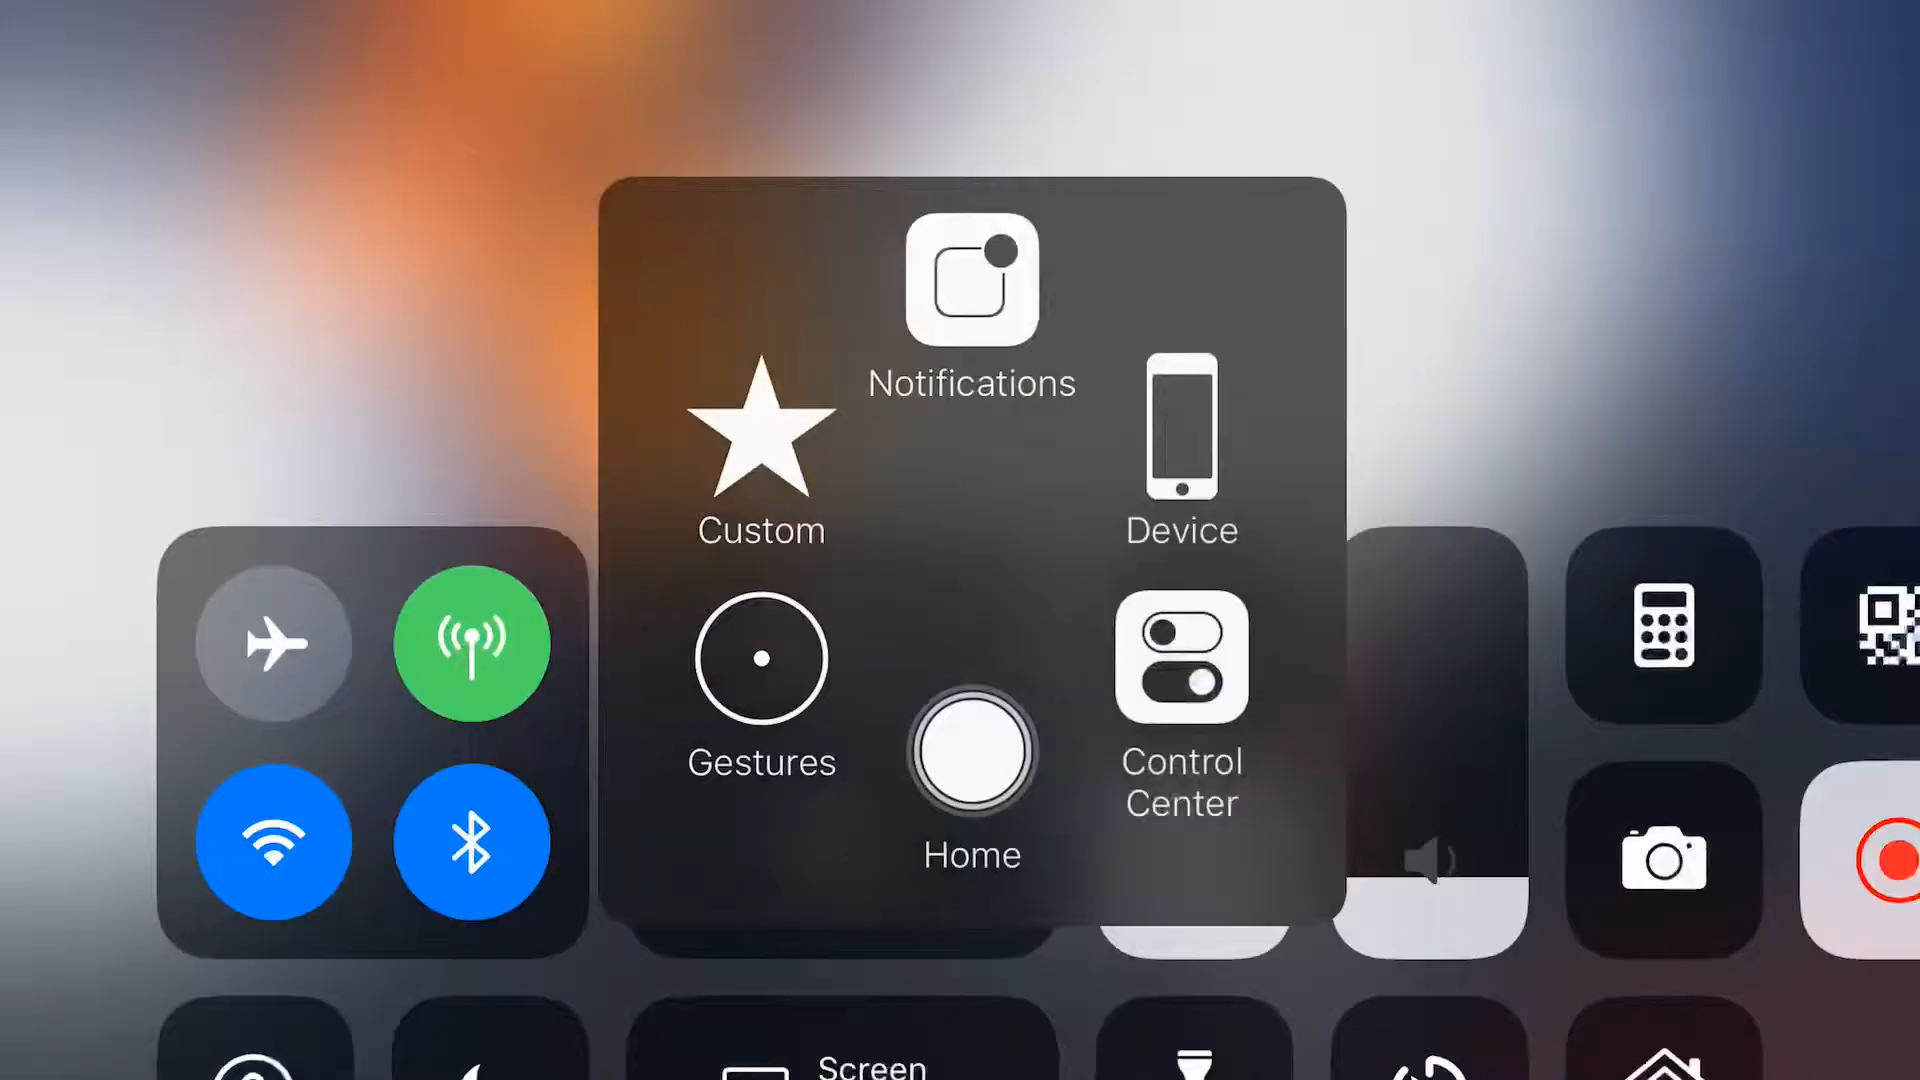 Notifications
Custom
Device
Gestures
Control
Center
Home
Screen